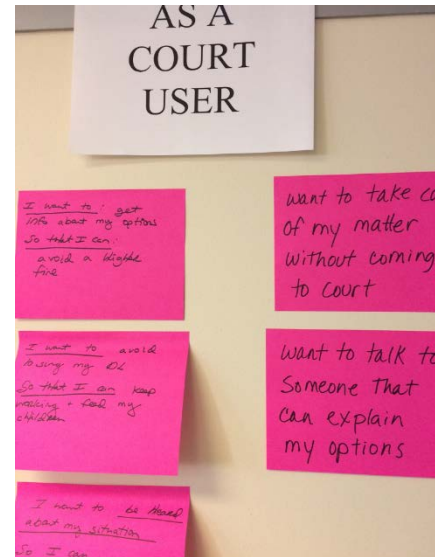 AS A
COURT
USER
I want to: get
info about my options
So that I can:
avoid a
I want to avoid
losing my DL
So that I can keep
working + feed my
children
I want to be heard
about my situation
So I can
want to take
of my matter
without coming
to court
want to talk to
Someone that
can explain
my options